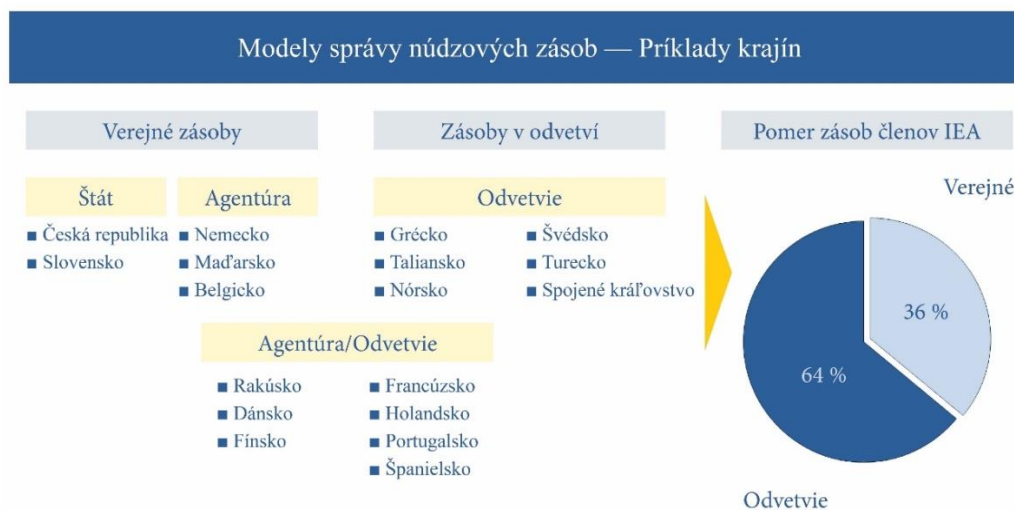 Modely správy núdzových zásob — Príklady krajín
Verejné zásoby
Štát
■ Česká republika
■ Slovensko
Agentúra
■ Nemecko
■ Maďarsko
■ Belgicko
Zásoby v odvetví
Odvetvie
■ Grécko
■ Taliansko
■ Nórsko
■ Švédsko
■ Turecko
■ Spojené kráľovstvo
Agentúra/Odvetvie
■ Rakúsko
■ Dánsko
■ Fínsko
■ Francúzsko
■ Holandsko
■ Portugalsko
■ Španielsko
Pomer zásob členov IEA
Verejné
36 %
64 %
Odvetvie